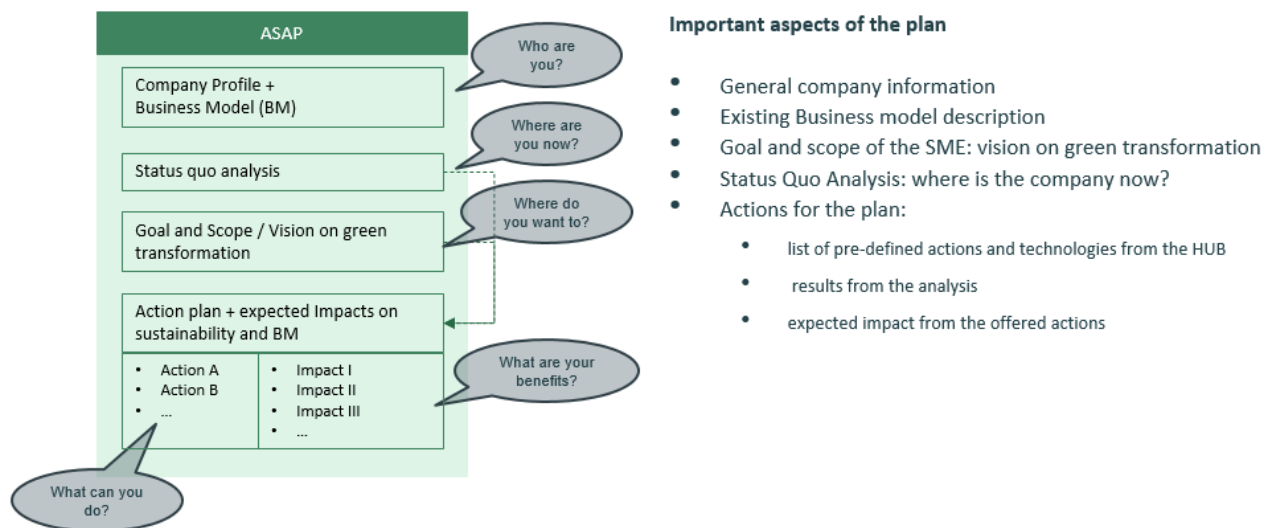 ASAP
Who are
you?
Company Profile +
Business Model (BM)
Where are
you now?
Status quo analysis
Where do
you want to?
Goal and Scope / Vision on green
transformation
Action plan + expected Impacts on
sustainability and BM
What are your
benefits?
• Action A
• Action B
• ...
• Impact I
• Impact II
• Impact III
• ...
What can you
do?
Important aspects of the plan
• General company information
• Existing Business model description
• Goal and scope of the SME: vision on green transformation
• Status Quo Analysis: where is the company now?
• Actions for the plan:
• list of pre-defined actions and technologies from the HUB
• results from the analysis
• expected impact from the offered actions